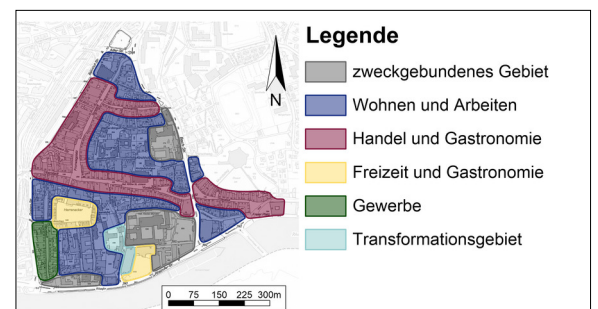 Legende
zweckgebundenes Gebiet
Wohnen und Arbeiten
Handel und Gastronomie
Freizeit und Gastronomie
Gewerbe
Transformationsgebiet
N
0 75 150 225 300m